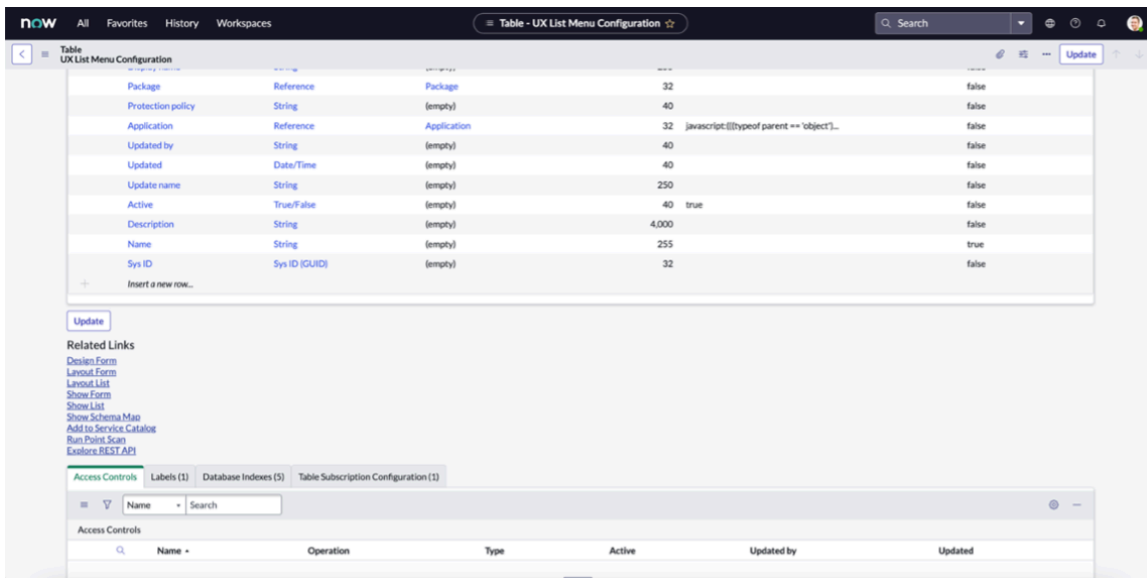 now All Favorites History Workspaces Table - UX List Menu Configuration Search
Table
UX List Menu Configuration Update
Package Reference Package 32 false
Protection policy String (empty) 40 false
Application Reference Application 32 javascript:(((typeof parent == 'object')... false
Updated by String (empty) 40 false
Updated Date/Time (empty) 40 false
Update name String (empty) 250 false
Active True/False (empty) 40 true false
Description String (empty) 4,000 false
Name String (empty) 255 true
Sys ID Sys ID (GUID) (empty) 32 false
Insert a new row...
Update
Related Links
Design Form
Layout Form
Layout List
Show Form
Show List
Show Schema Map
Add to Service Catalog
Run Point Scan
Explore REST API
Access Controls Labels (1) Database Indexes (5) Table Subscription Configuration (1)
Name Search
Access Controls
Name Operation Type Active Updated by Updated